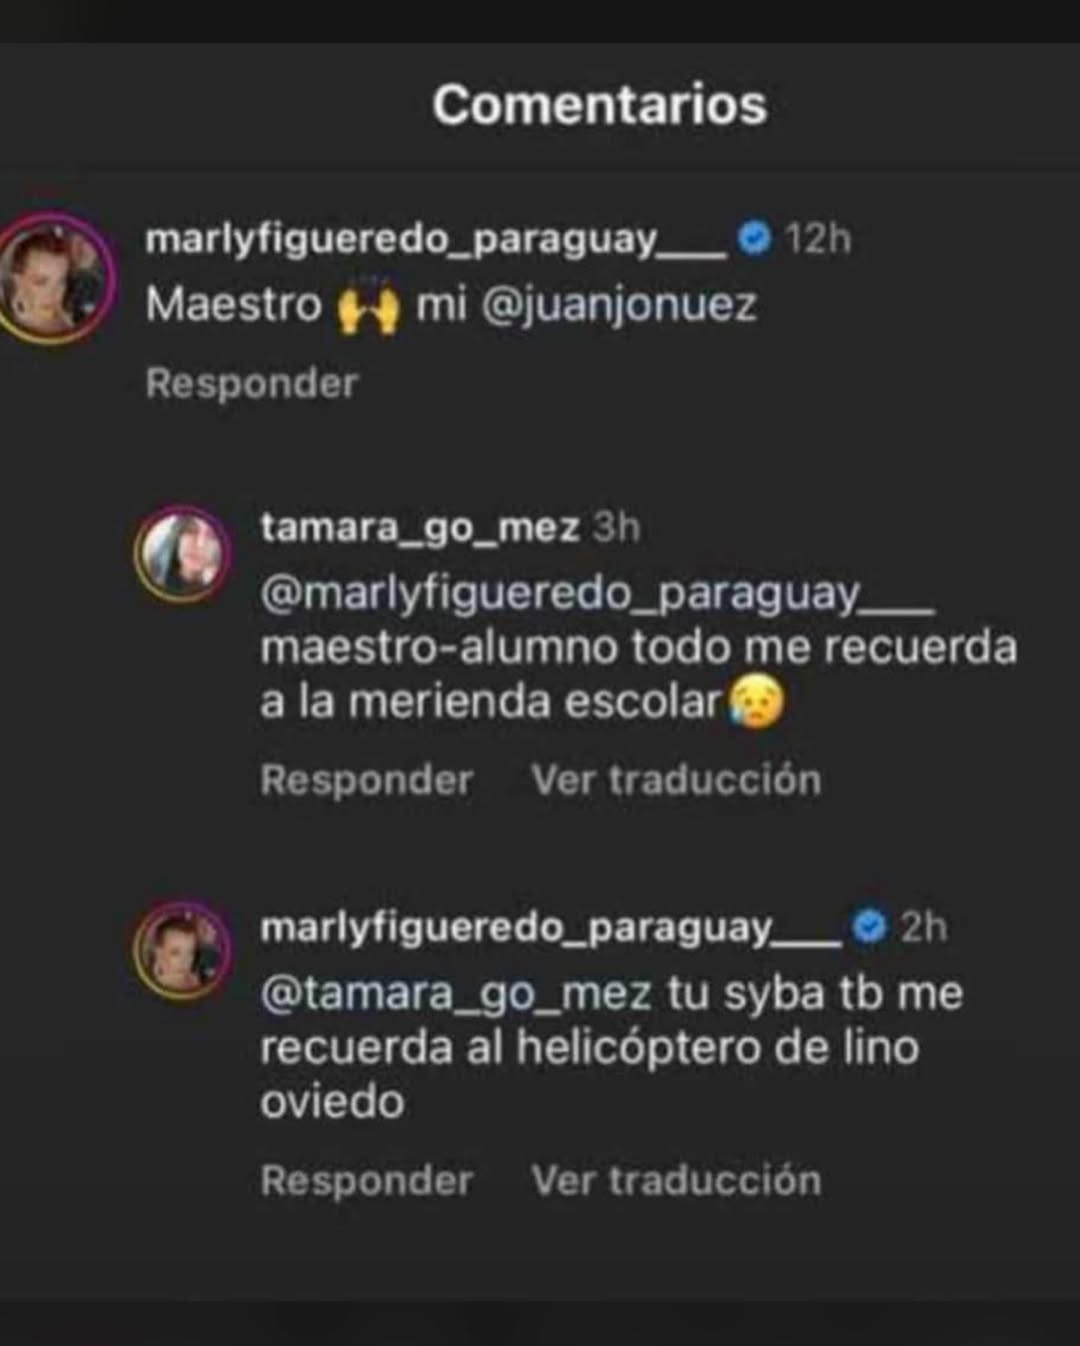 Comentarios
marlyfigueredo_paraguay___ 12h
Maestro 🙌 mi @juanjonuez
Responder
tamara_go_mez 3h
@marlyfigueredo_paraguay___
maestro-alumno todo me recuerda
a la merienda escolar😥
Responder Ver traducción
marlyfigueredo_paraguay___ 2h
@tamara_go_mez tu syba tb me
recuerda al helicóptero de lino
oviedo
Responder Ver traducción